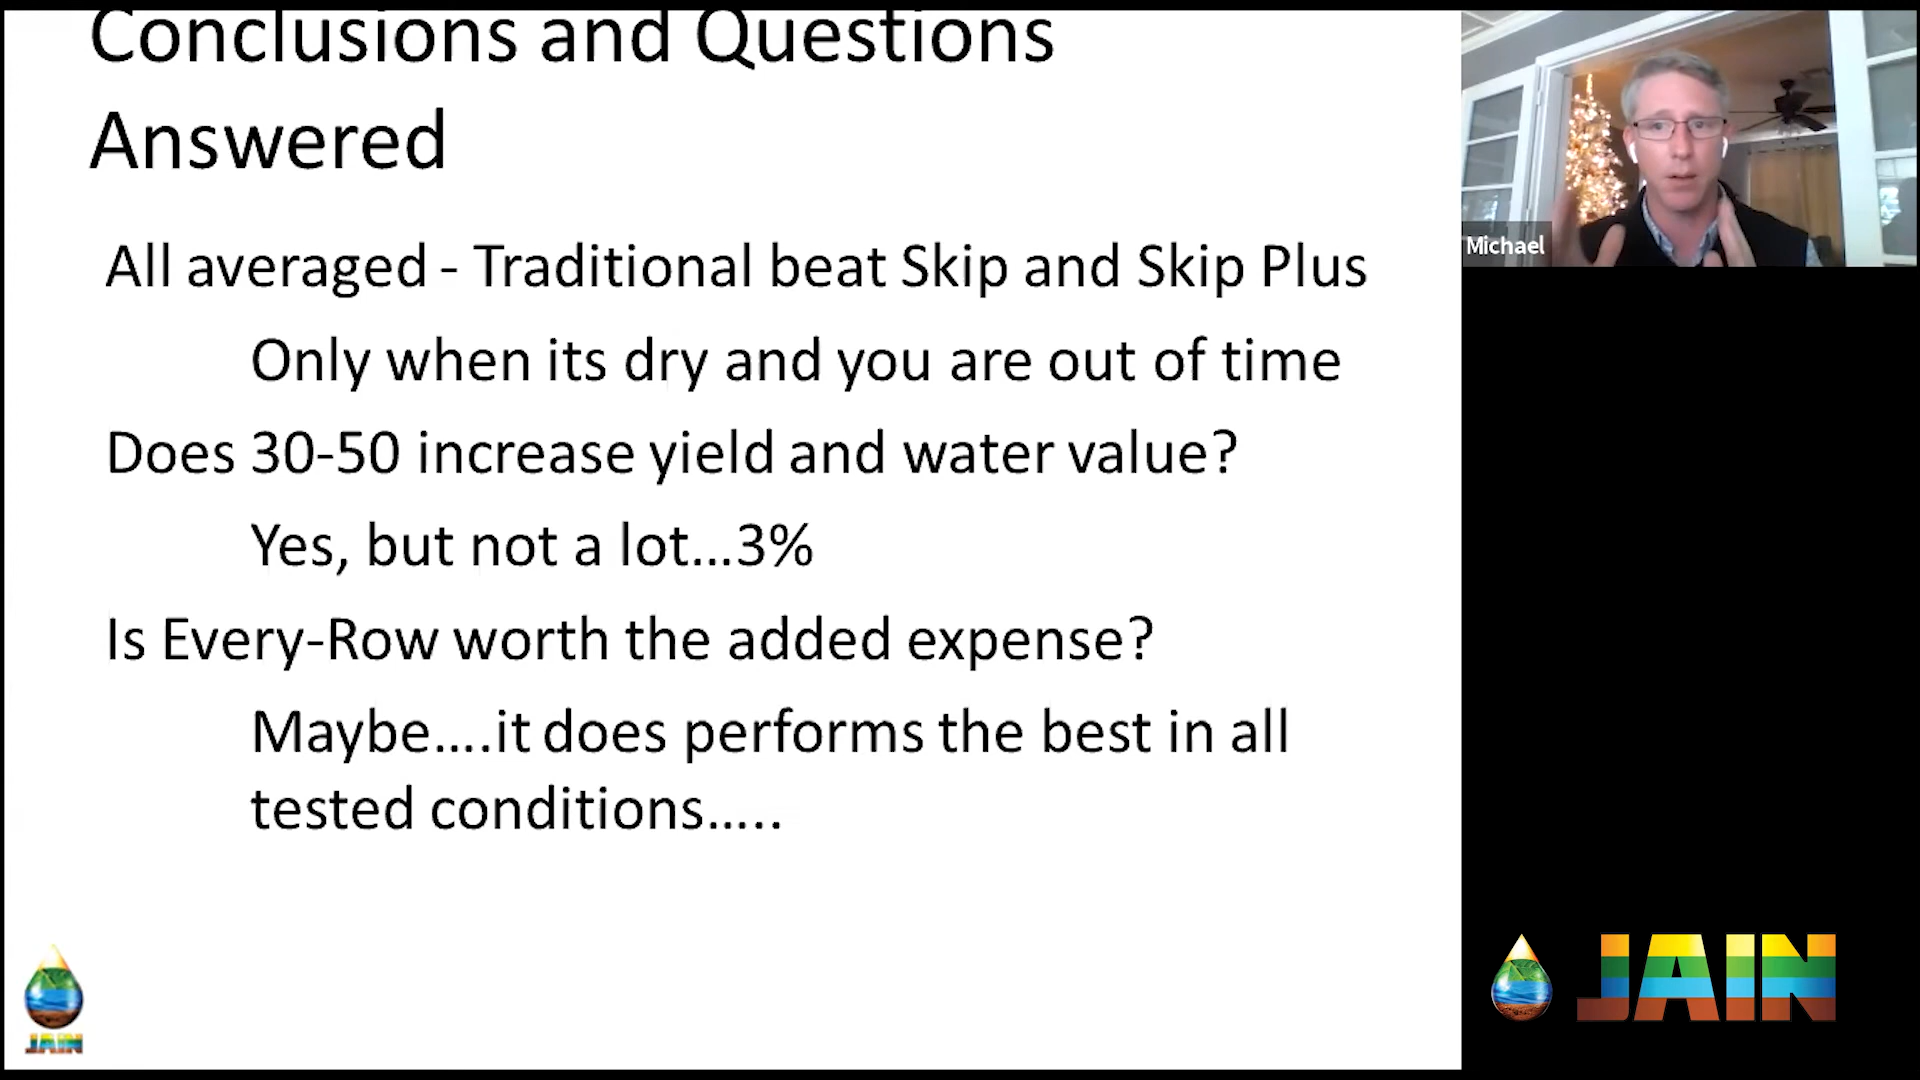 Conclusions and Questions
Answered
All averaged - Traditional beat Skip and Skip Plus
Only when its dry and you are out of time
Does 30-50 increase yield and water value?
Yes, but not a lot...3%
Is Every-Row worth the added expense?
Maybe....it does performs the best in all
tested conditions.....
JAIN
Michael
JAIN